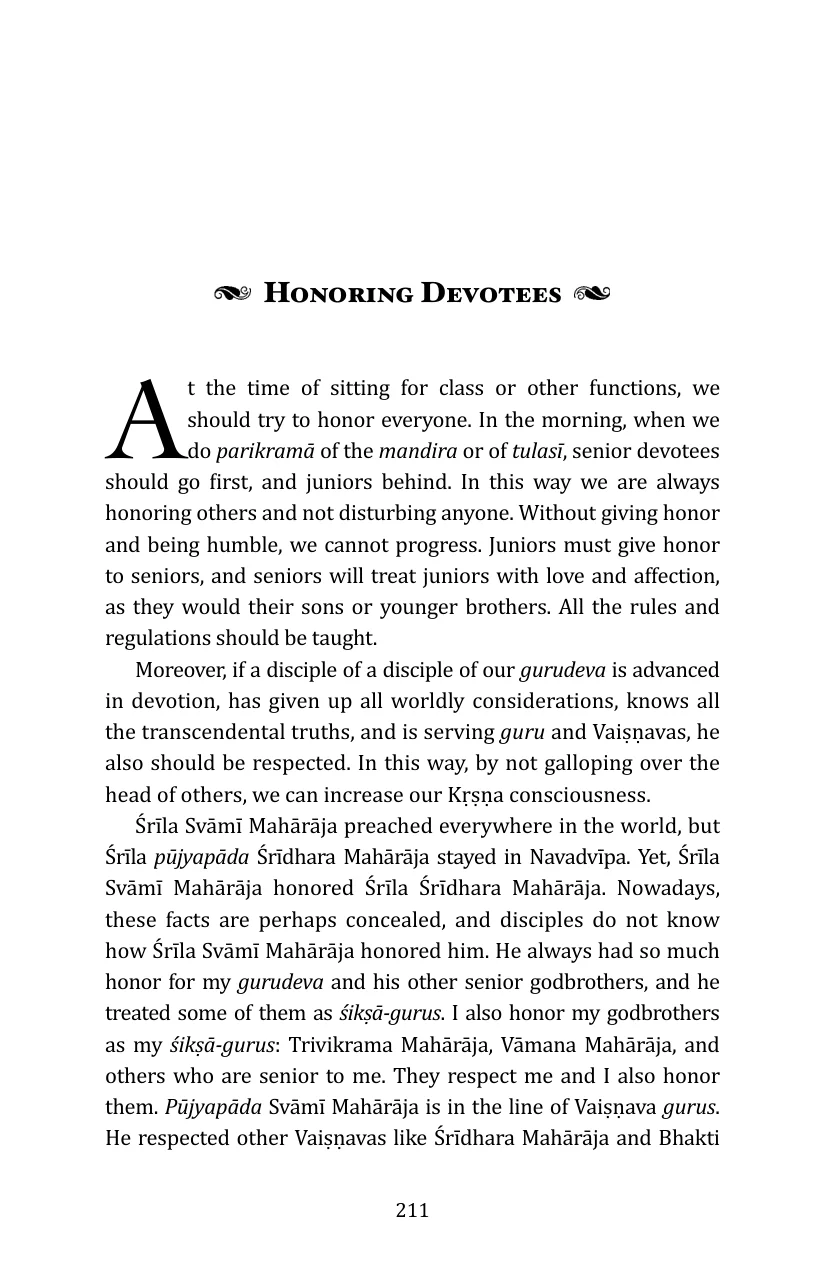 Honoring Devotees
At the time of sitting for class or other functions, we
should try to honor everyone. In the morning, when we
do parikramā of the mandira or of tulasī, senior devotees
should go first, and juniors behind. In this way we are always
honoring others and not disturbing anyone. Without giving honor
and being humble, we cannot progress. Juniors must give honor
to seniors, and seniors will treat juniors with love and affection,
as they would their sons or younger brothers. All the rules and
regulations should be taught.
Moreover, if a disciple of a disciple of our gurudeva is advanced
in devotion, has given up all worldly considerations, knows all
the transcendental truths, and is serving guru and Vaiṣṇavas, he
also should be respected. In this way, by not galloping over the
head of others, we can increase our Kṛṣṇa consciousness.
Śrīla Svāmī Mahārāja preached everywhere in the world, but
Śrīla pūjyapāda Śrīdhara Mahārāja stayed in Navadvīpa. Yet, Śrīla
Svāmī Mahārāja honored Śrīla Śrīdhara Mahārāja. Nowadays,
these facts are perhaps concealed, and disciples do not know
how Śrīla Svāmī Mahārāja honored him. He always had so much
honor for my gurudeva and his other senior godbrothers, and he
treated some of them as śikṣā-gurus. I also honor my godbrothers
as my śikṣā-gurus: Trivikrama Mahārāja, Vāmana Mahārāja, and
others who are senior to me. They respect me and I also honor
them. Pūjyapāda Svāmī Mahārāja is in the line of Vaiṣṇava gurus.
He respected other Vaiṣṇavas like Śrīdhara Mahārāja and Bhakti
211